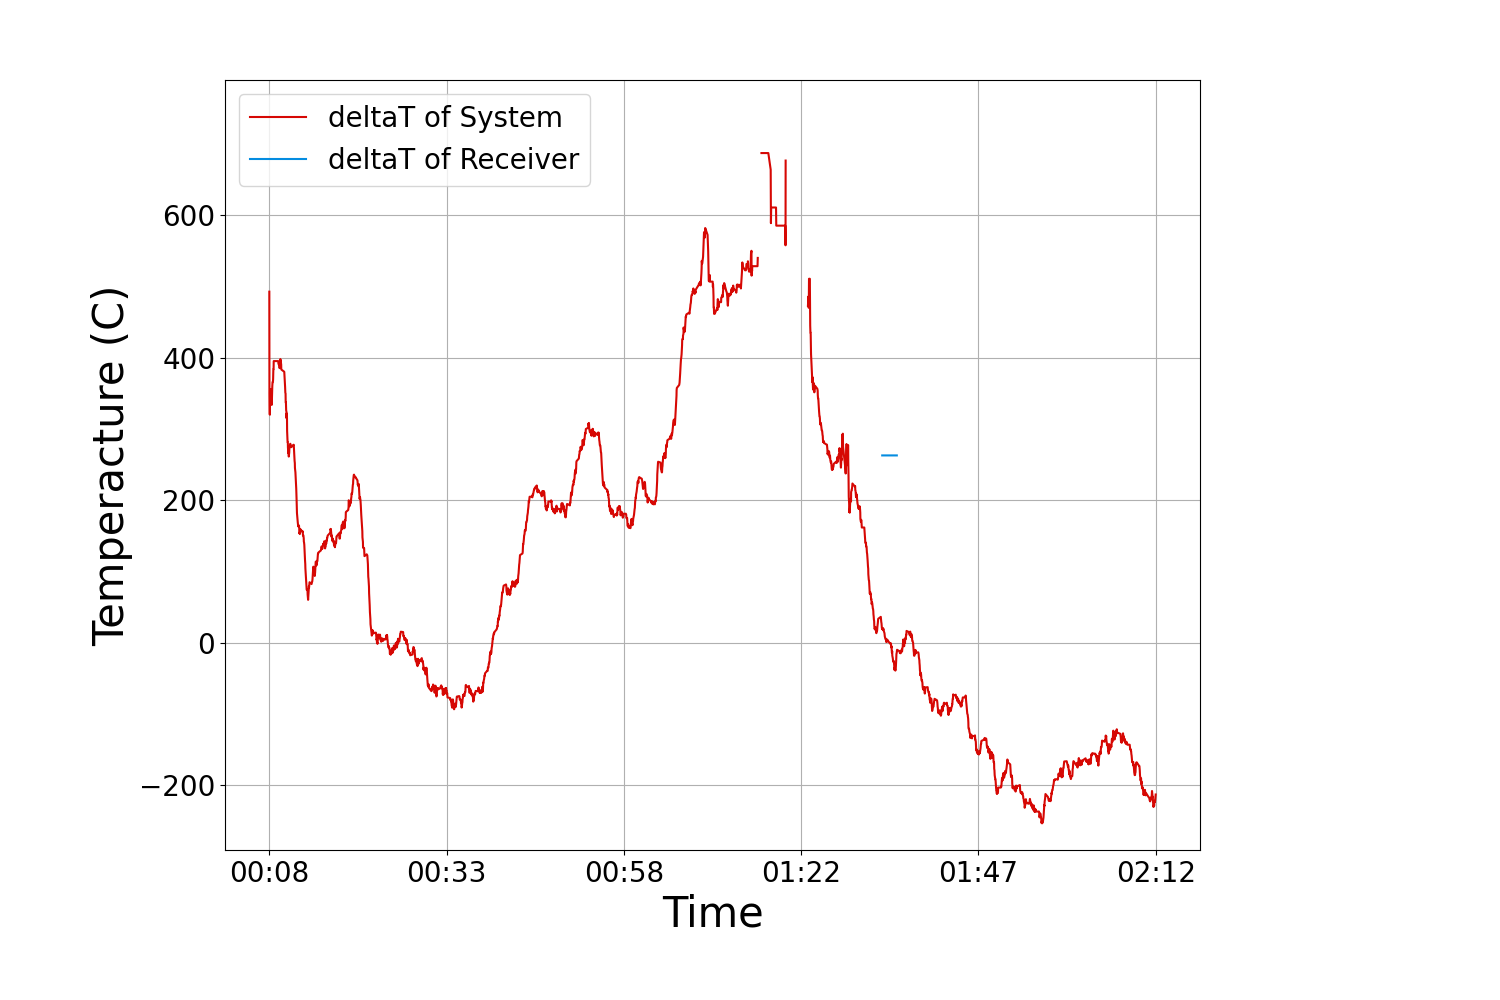 deltaT of System
deltaT of Receiver
Temperacture (C)
600
400
200
0
−200
00:08 00:33 00:58 01:22 01:47 02:12
Time